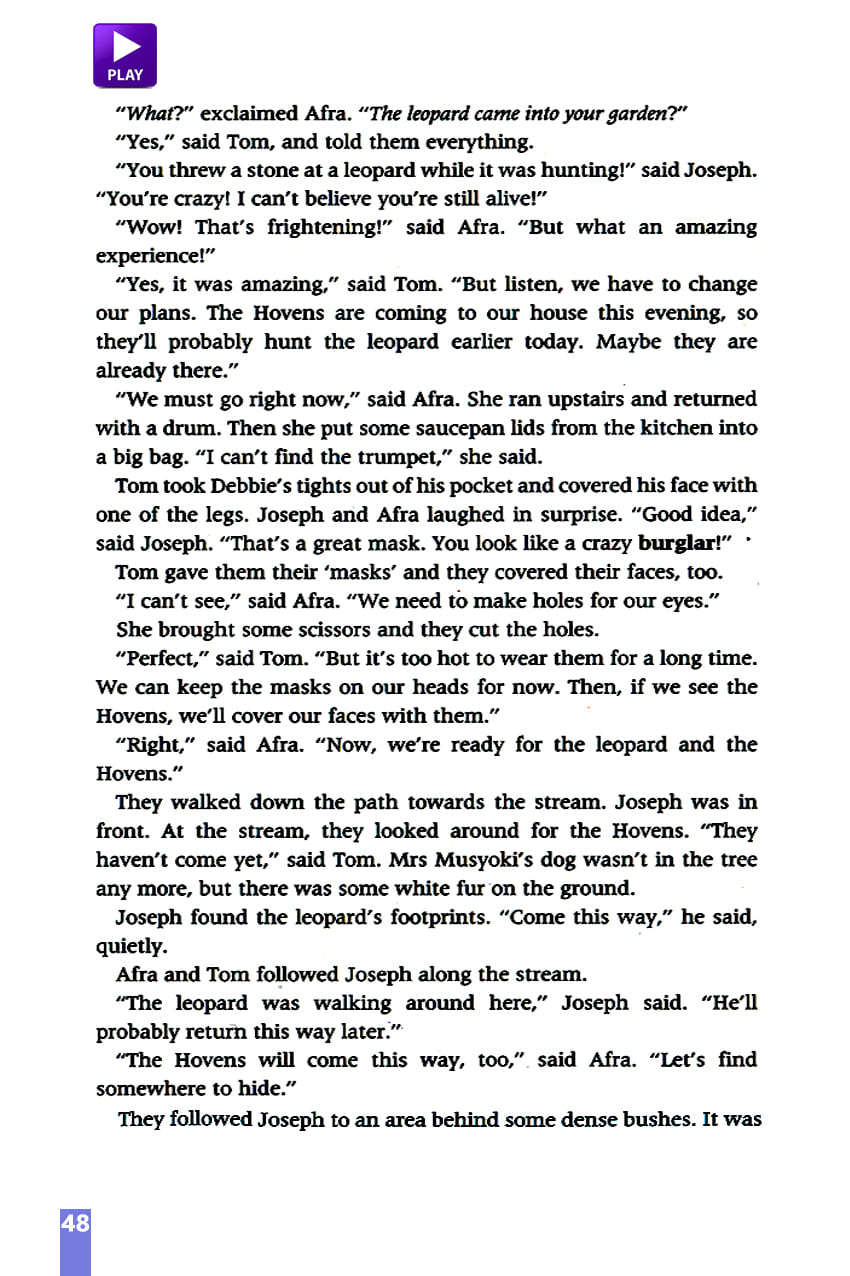 PLAY
"What?" exclaimed Afra. "The leopard came into your garden?"
"Yes," said Tom, and told them everything.
"You threw a stone at a leopard while it was hunting!" said Joseph.
"You're crazy! I can't believe you're still alive!"
"Wow! That's frightening!" said Afra. "But what an amazing
experience!"
"Yes, it was amazing," said Tom. "But listen, we have to change
our plans. The Hovens are coming to our house this evening, so
they'll probably hunt the leopard earlier today. Maybe they are
already there."
"We must go right now," said Afra. She ran upstairs and returned
with a drum. Then she put some saucepan lids from the kitchen into
a big bag. "I can't find the trumpet," she said.
Tom took Debbie's tights out of his pocket and covered his face with
one of the legs. Joseph and Afra laughed in surprise. "Good idea,"
said Joseph. "That's a great mask. You look like a crazy burglar!"
Tom gave them their 'masks' and they covered their faces, too.
"I can't see," said Afra. "We need to make holes for our eyes."
She brought some scissors and they cut the holes.
"Perfect," said Tom. "But it's too hot to wear them for a long time.
We can keep the masks on our heads for now. Then, if we see the
Hovens, we'll cover our faces with them."
"Right," said Afra. "Now, we're ready for the leopard and the
Hovens."
They walked down the path towards the stream. Joseph was in
front. At the stream, they looked around for the Hovens. "They
haven't come yet," said Tom. Mrs Musyoki's dog wasn't in the tree
any more, but there was some white fur on the ground.
Joseph found the leopard's footprints. "Come this way," he said,
quietly.
Afra and Tom followed Joseph along the stream.
"The leopard was walking around here," Joseph said. "He'll
probably return this way later."
"The Hovens will come this way, too," said Afra. "Let's find
somewhere to hide."
They followed Joseph to an area behind some dense bushes. It was
48